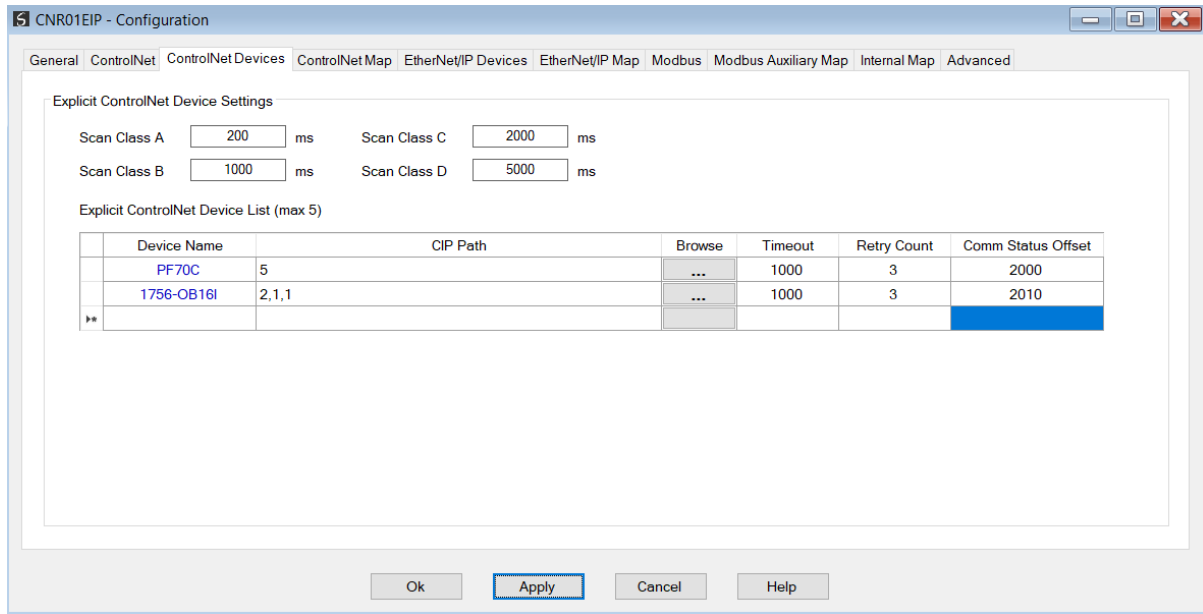 CNR01EIP - Configuration
General ControlNet ControlNet Devices ControlNet Map EtherNet/IP Devices EtherNet/IP Map Modbus Modbus Auxiliary Map Internal Map Advanced
Explicit ControlNet Device Settings
Scan Class A 200 ms Scan Class C 2000 ms
Scan Class B 1000 ms Scan Class D 5000 ms
Explicit ControlNet Device List (max 5)
Device Name CIP Path Browse Timeout Retry Count Comm Status Offset
PF70C 5 ... 1000 3 2000
1756-OB16I 2,1,1 ... 1000 3 2010
Ok Apply Cancel Help